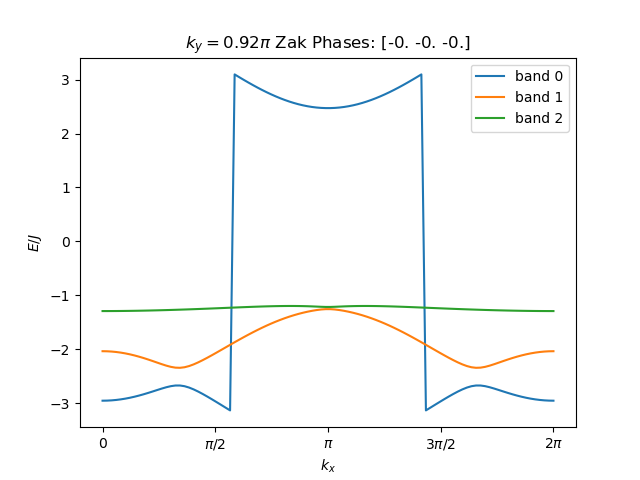 $k_y = 0.92\pi$ Zak Phases: [-0. -0. -0.]
band 0
band 1
band 2
E/J
3
2
1
0
−1
−2
−3
0
π/2
π
3π/2
2π
$k_x$